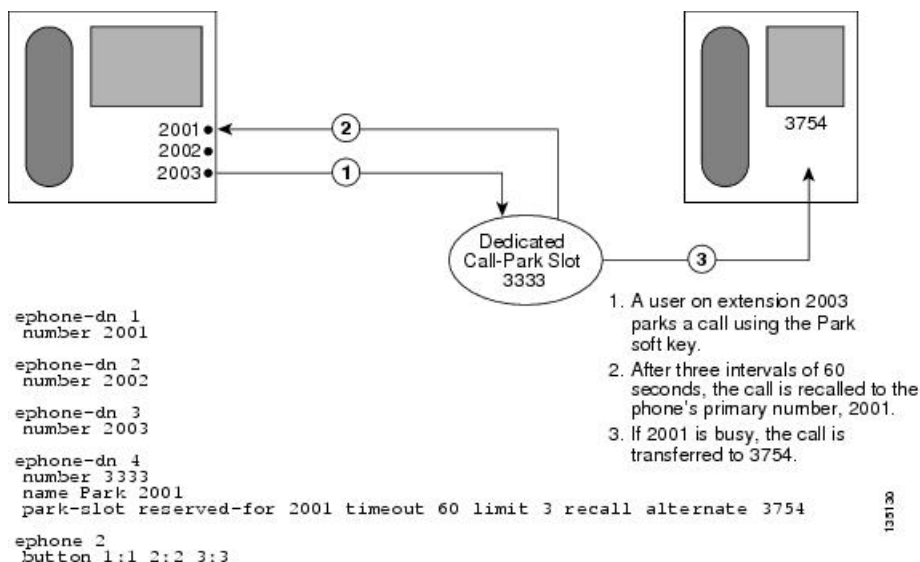 2001
2002
2003
2
1
3754
Dedicated
Call-Park Slot
3333
3
1. A user on extension 2003
parks a call using the Park
soft key.
2. After three intervals of 60
seconds, the call is recalled to the
phone's primary number, 2001.
3. If 2001 is busy, the call is
transferred to 3754.
ephone-dn 1
number 2001
ephone-dn 2
number 2002
ephone-dn 3
number 2003
ephone-dn 4
number 3333
name Park 2001
park-slot reserved-for 2001 timeout 60 limit 3 recall alternate 3754
ephone 2
button 1:1 2:2 3:3
135130